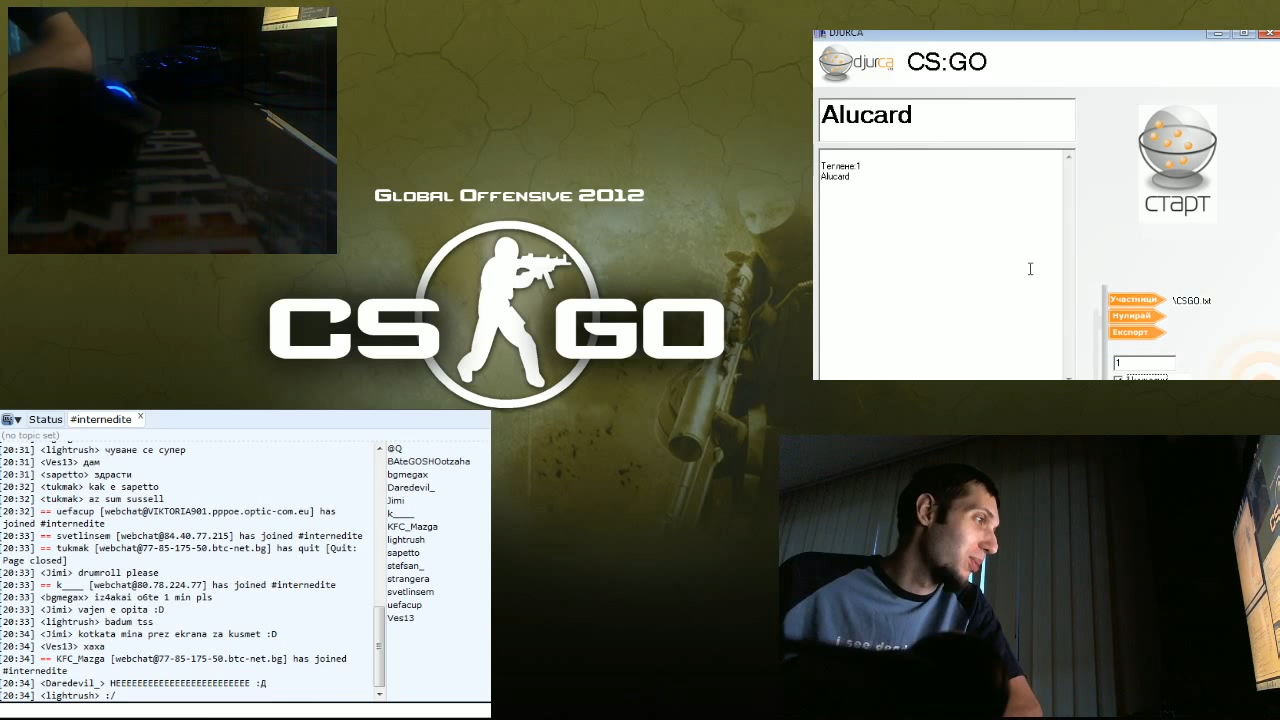 DJURCA
djurca
CS:GO
Alucard
Теглене:1
Alucard
старт
Участници
\CSGO.txt
Нулирай
Експорт
1
Global Offensive 2012
CS GO
Status
#internedite
(no topic set)
[20:31] <lightrush> чуване се супер
[20:31] <Ves13> дам
[20:31] <sapetto> здрасти
[20:32] <tukmak> как е sapetto
[20:32] <tukmak> az sum sussell
[20:32] == uefacup [webchat@VIKTORIA901.pppoe.optic-com.eu] has
joined #internedite
[20:33] == svetlinsem [webchat@84.40.77.215] has joined #internedite
[20:33] == tukmak [webchat@77-85-175-50.btc-net.bg] has quit [Quit:
Page closed]
[20:33] <Jimi> drumroll please
[20:33] == k____ [webchat@80.78.224.77] has joined #internedite
[20:33] <bgmegax> iz4akai o6te 1 min pls
[20:33] <Jimi> vajen e opita :D
[20:33] <lightrush> badum tss
[20:34] <Jimi> kotkata mina prez ekrana za kusmet :D
[20:34] <Ves13> хаха
[20:34] == KFC_Mazga [webchat@77-85-175-50.btc-net.bg] has joined
#internedite
[20:34] <Daredevil_> НЕЕЕЕЕЕЕЕЕЕЕЕЕЕЕЕЕЕЕЕЕЕЕЕ :Д
[20:34] <lightrush> :/
@Q
BAteGOSHOotzaha
bgmegax
Daredevil_
Jimi
k____
KFC_Mazga
lightrush
sapetto
stefsan_
strangera
svetlinsem
uefacup
Ves13
i see dead